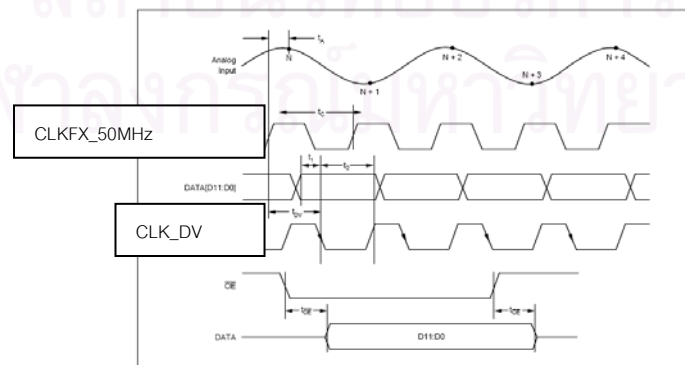 tA
Analog
Input
N
N + 1
N + 2
N + 3
N + 4
tC
CLKFX_50MHz
t1
t2
DATA[D11:D0]
tDV
CLK_DV
OE
tOE
tOE
DATA
D11:D0